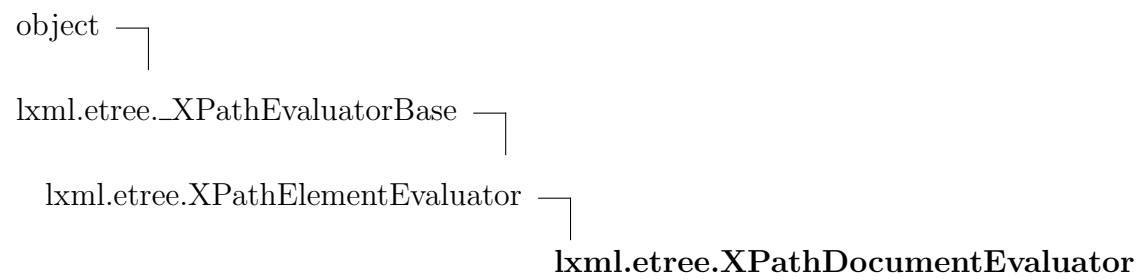 object
lxml.etree._XPathEvaluatorBase
lxml.etree.XPathElementEvaluator
lxml.etree.XPathDocumentEvaluator